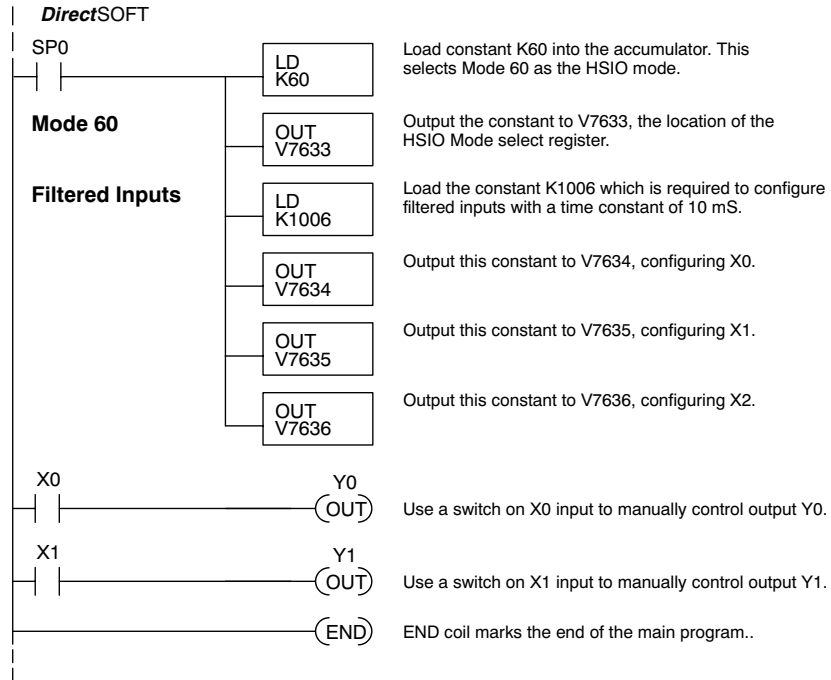 DirectSOFT
SP0
LD
K60
Load constant K60 into the accumulator. This
selects Mode 60 as the HSIO mode.
Mode 60
OUT
V7633
Output the constant to V7633, the location of the
HSIO Mode select register.
Filtered Inputs
LD
K1006
Load the constant K1006 which is required to configure
filtered inputs with a time constant of 10 mS.
OUT
V7634
Output this constant to V7634, configuring X0.
OUT
V7635
Output this constant to V7635, configuring X1.
OUT
V7636
Output this constant to V7636, configuring X2.
X0
Y0
OUT
Use a switch on X0 input to manually control output Y0.
X1
Y1
OUT
Use a switch on X1 input to manually control output Y1.
END
END coil marks the end of the main program..